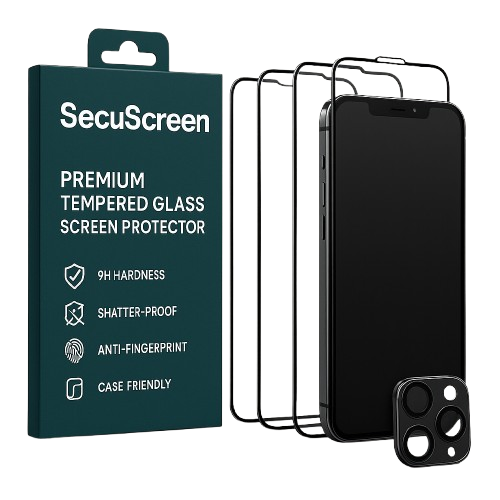 SecuScreen
PREMIUM
TEMPERED GLASS
SCREEN PROTECTOR
9H HARDNESS
SHATTER-PROOF
ANTI-FINGERPRINT
CASE FRIENDLY